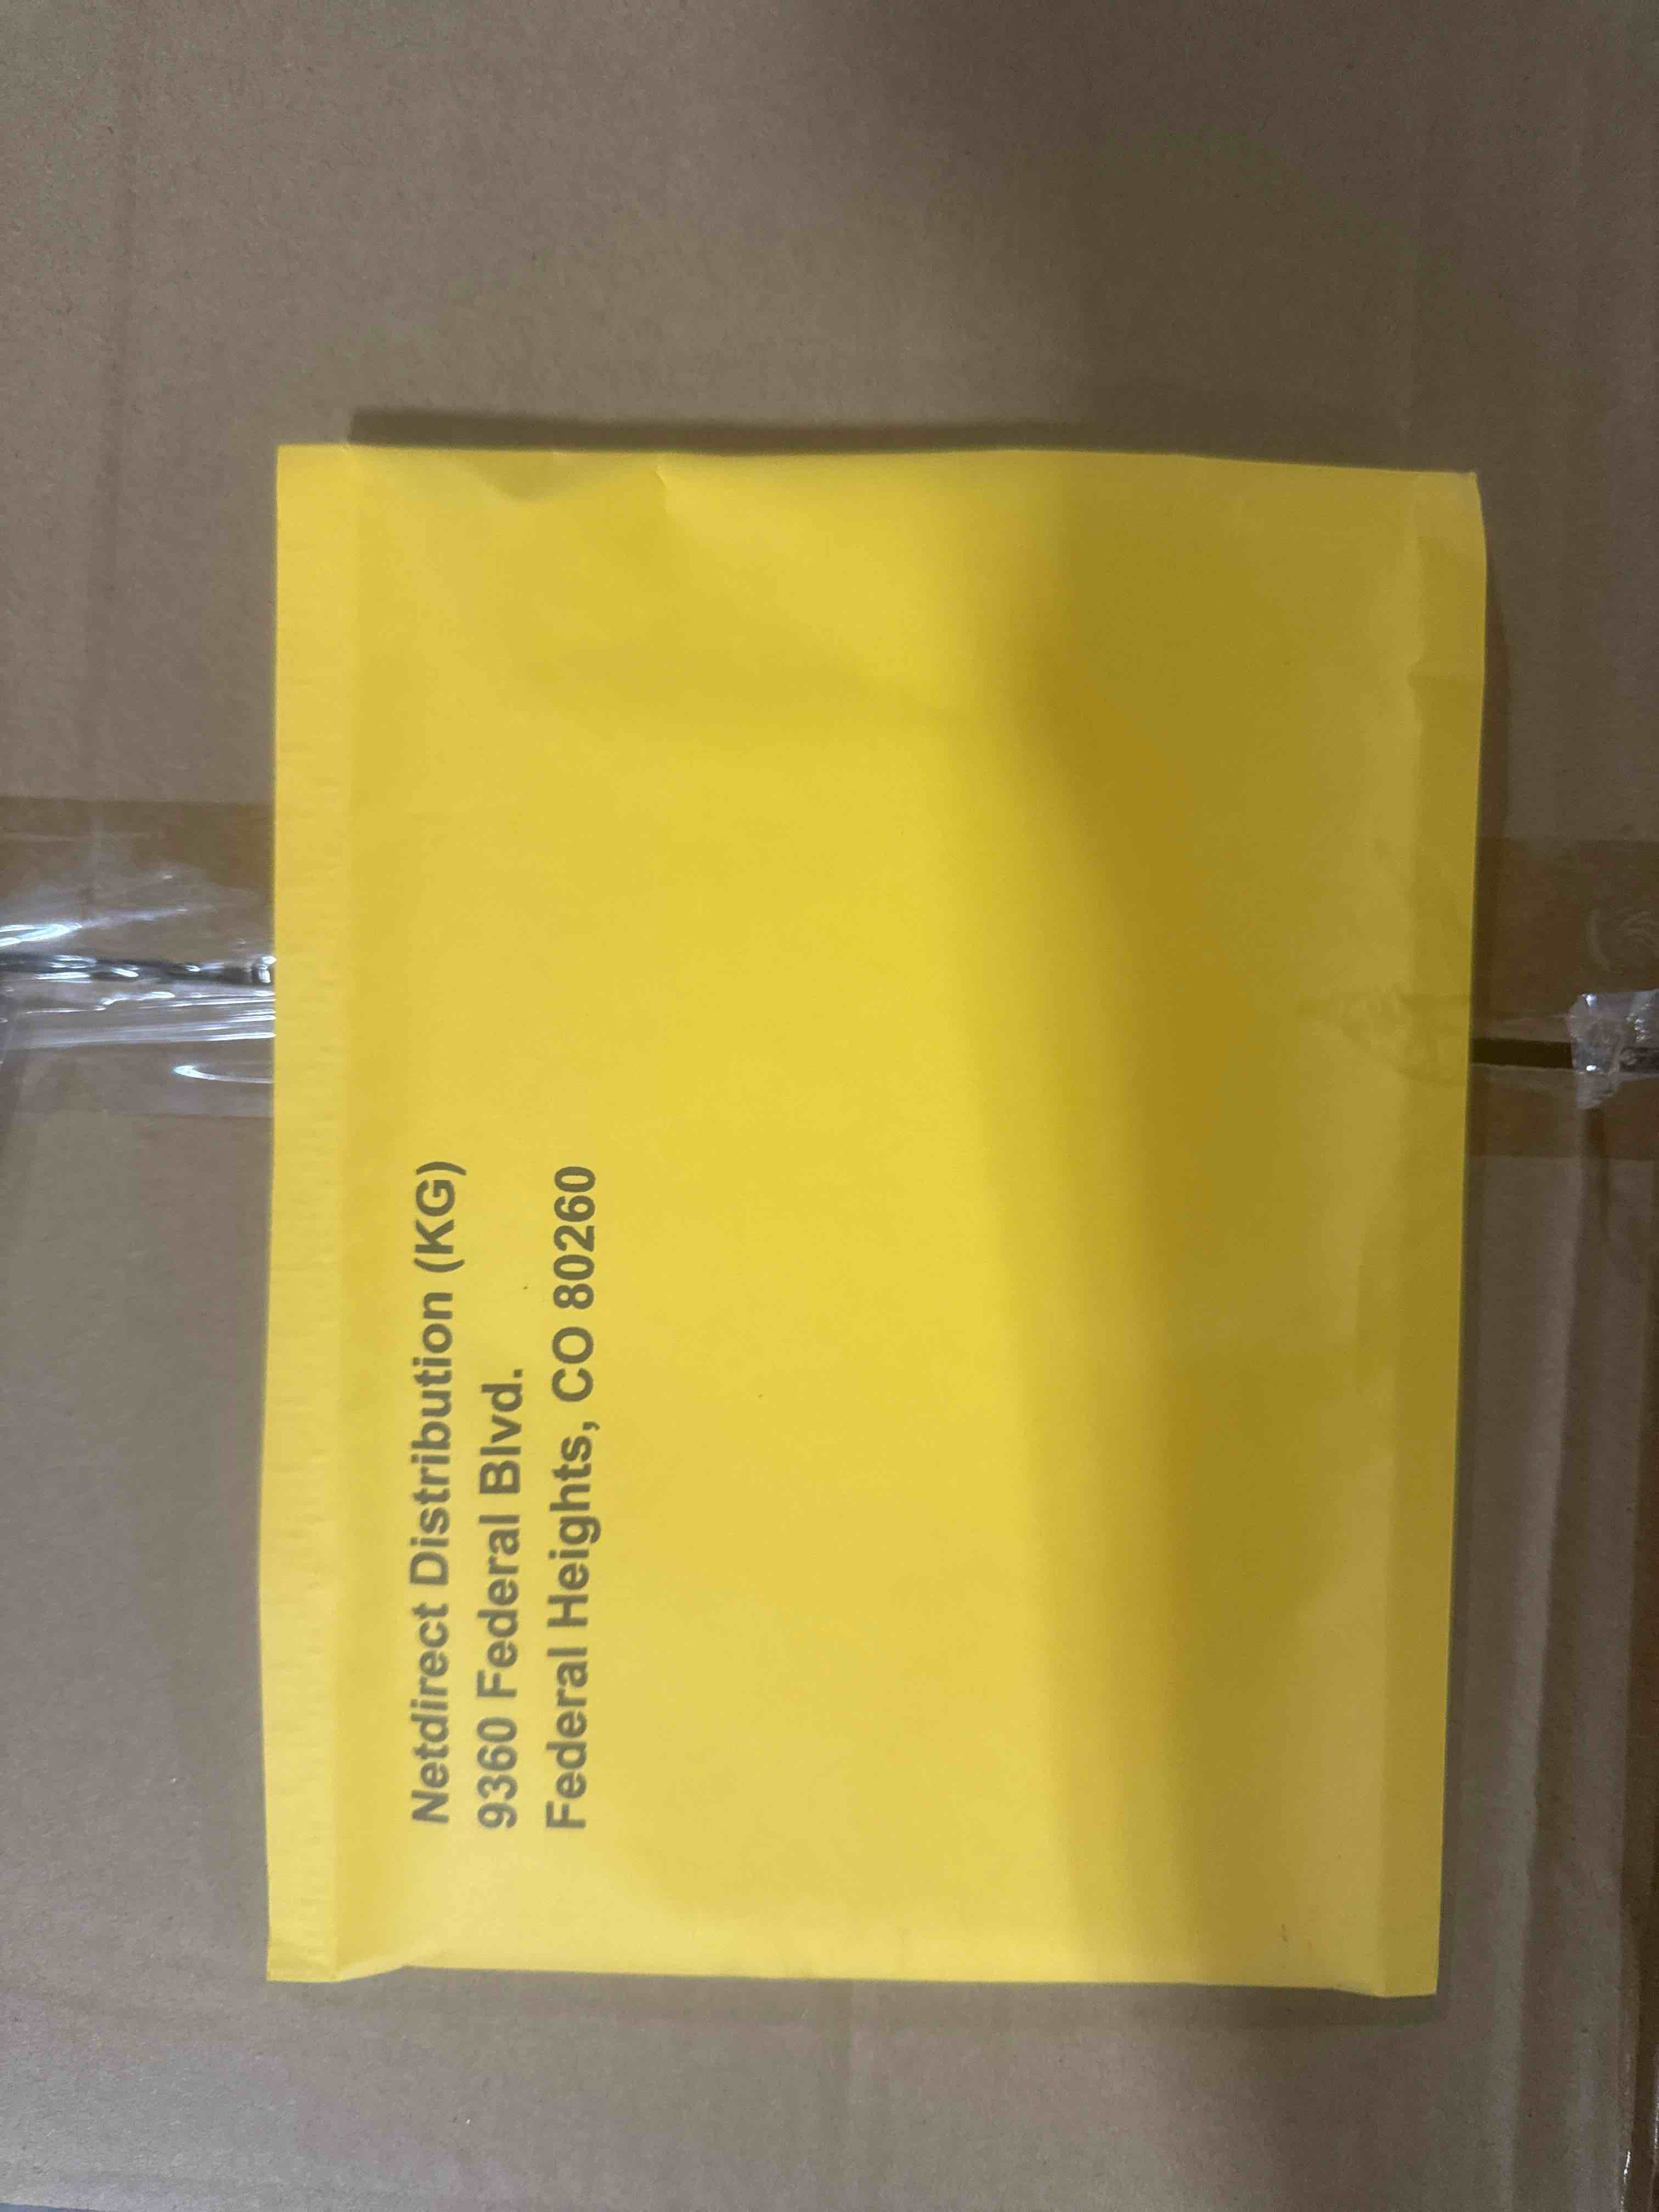 Netdirect Distribution (KG)
9360 Federal Blvd.
Federal Heights, CO 80260